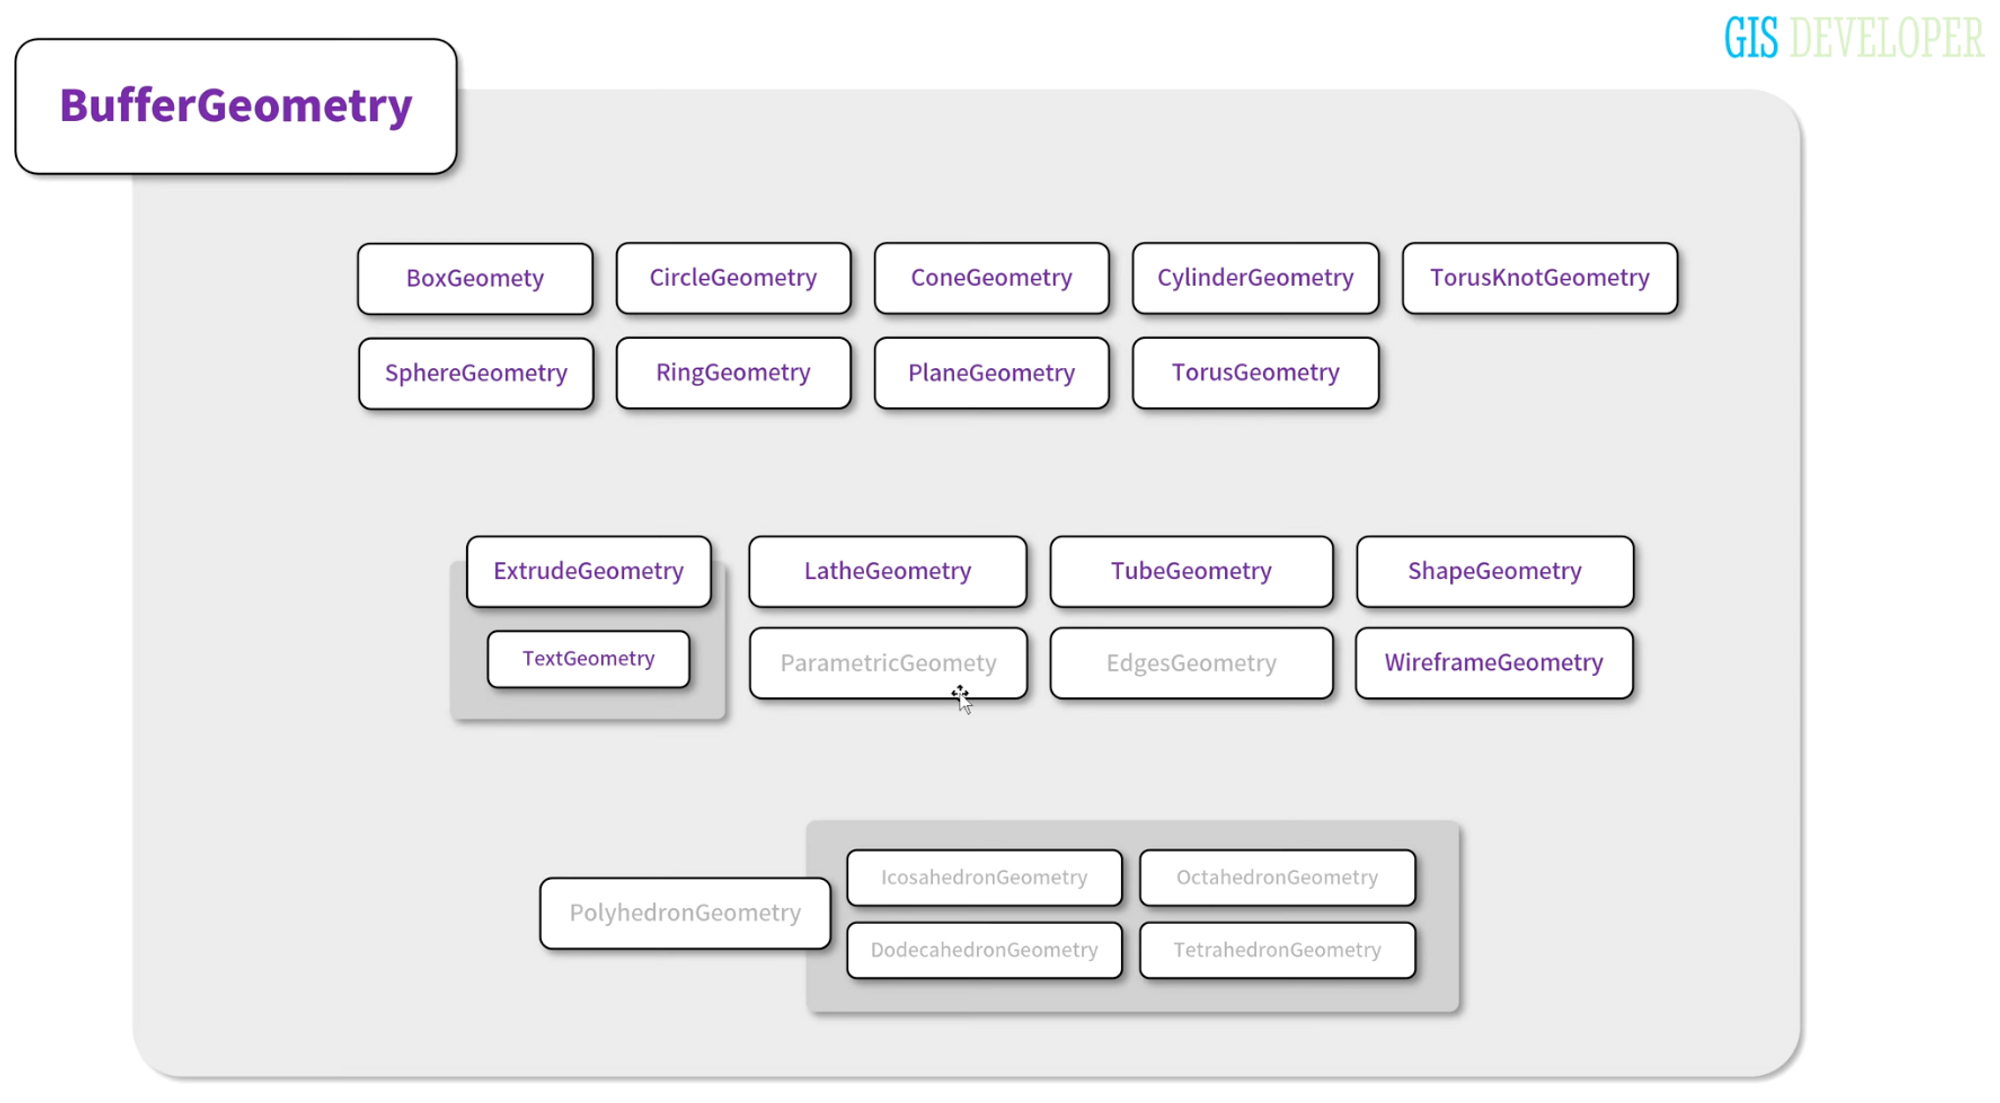 GIS DEVELOPER
BufferGeometry
BoxGeomety
CircleGeometry
ConeGeometry
CylinderGeometry
TorusKnotGeometry
SphereGeometry
RingGeometry
PlaneGeometry
TorusGeometry
ExtrudeGeometry
LatheGeometry
TubeGeometry
ShapeGeometry
TextGeometry
ParametricGeomety
EdgesGeometry
WireframeGeometry
PolyhedronGeometry
IcosahedronGeometry
OctahedronGeometry
DodecahedronGeometry
TetrahedronGeometry